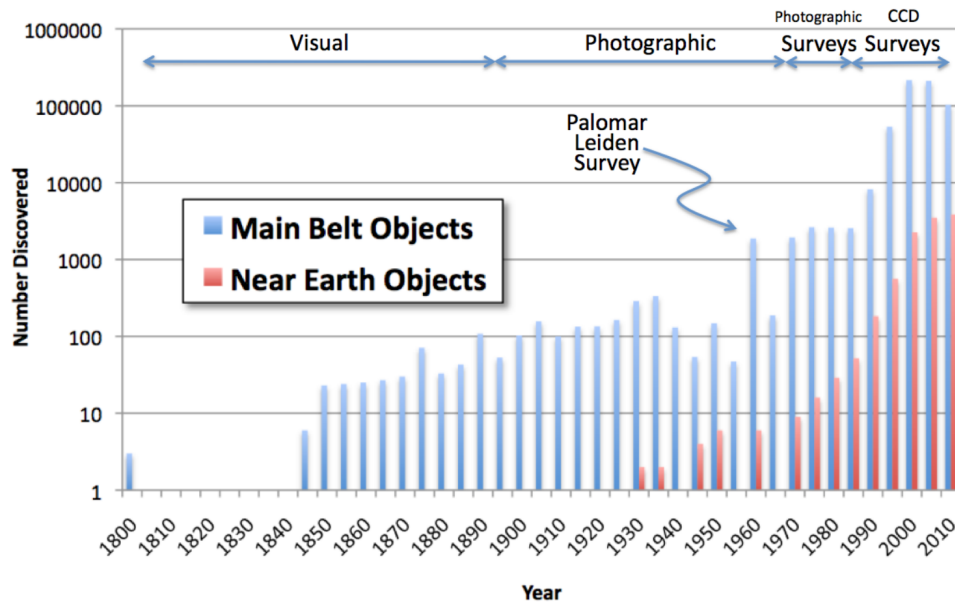 Photographic CCD
Visual Photographic Surveys Surveys
1000000
100000
10000
1000
100
10
1
Number Discovered
Palomar
Leiden
Survey
Main Belt Objects
Near Earth Objects
1800 1810 1820 1830 1840 1850 1860 1870 1880 1890 1900 1910 1920 1930 1940 1950 1960 1970 1980 1990 2000 2010
Year